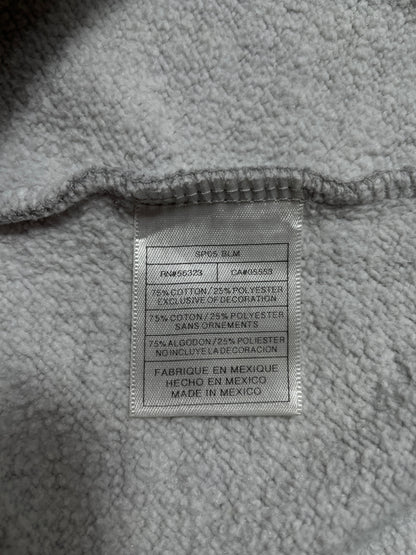 SP05 BLM
RN#56323 CA#05553
75% COTTON / 25% POLYESTER
EXCLUSIVE OF DECORATION
75% COTON / 25% POLYESTER
SANS ORNEMENTS
75% ALGODON / 25% POLIESTER
NO INCLUYE LA DECORACION
FABRIQUE EN MEXIQUE
HECHO EN MEXICO
MADE IN MEXICO